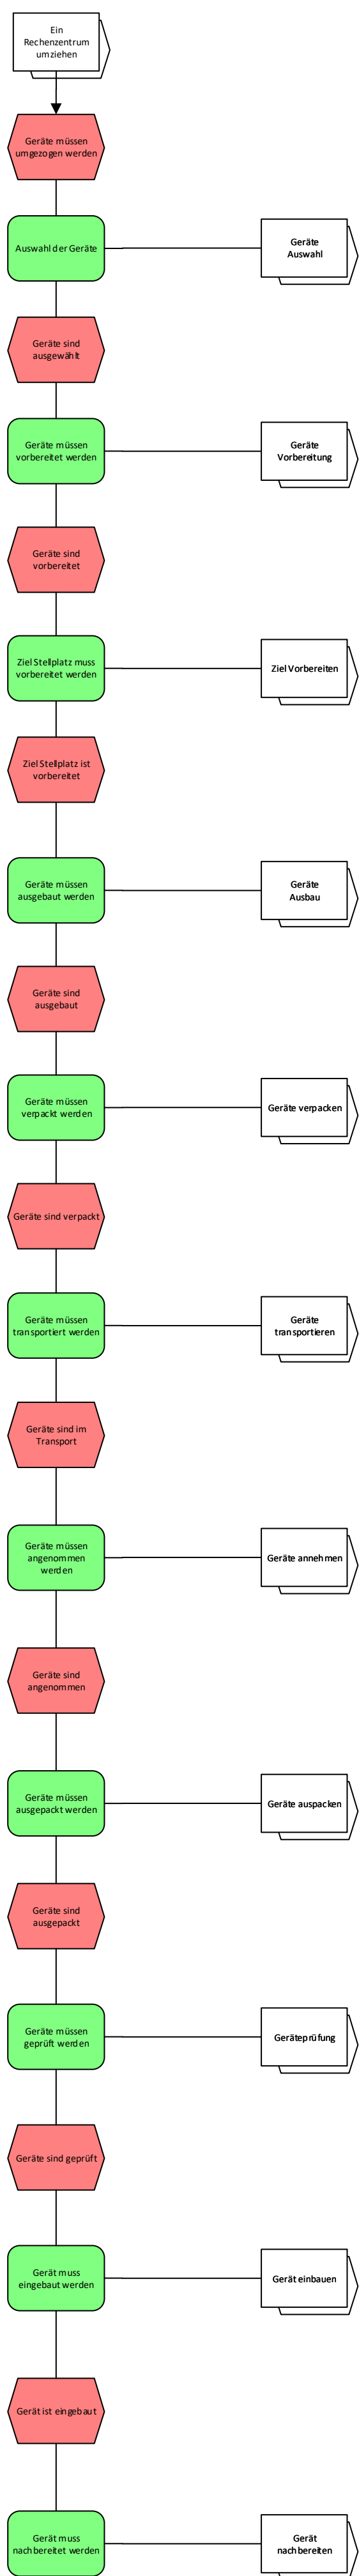 Ein
Rechenzentrum
umziehen
Geräte müssen
umgezogen werden
Auswahl der Geräte
Geräte
Auswahl
Geräte sind
ausgewählt
Geräte müssen
vorbereitet werden
Geräte
Vorbereitung
Geräte sind
vorbereitet
Ziel Stellplatz muss
vorbereitet werden
Ziel Vorbereiten
Ziel Stellplatz ist
vorbereitet
Geräte müssen
ausgebaut werden
Geräte
Ausbau
Geräte sind
ausgebaut
Geräte müssen
verpackt werden
Geräte verpacken
Geräte sind verpackt
Geräte müssen
transportiert werden
Geräte
transportieren
Geräte sind im
Transport
Geräte müssen
angenommen
werden
Geräte annehmen
Geräte sind
angenommen
Geräte müssen
ausgepackt werden
Geräte auspacken
Geräte sind
ausgepackt
Geräte müssen
geprüft werden
Geräteprüfung
Geräte sind geprüft
Gerät muss
eingebaut werden
Gerät einbauen
Gerät ist eingebaut
Gerät muss
nachbereitet werden
Gerät
nachbereiten